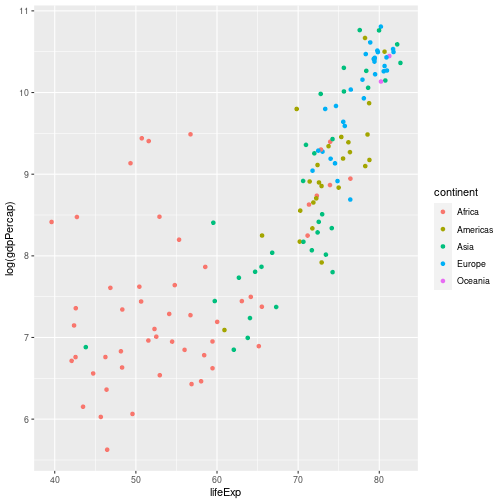 11
10
9
8
7
6
log(gdpPercap)
40
50
60
70
80
lifeExp
continent
Africa
Americas
Asia
Europe
Oceania